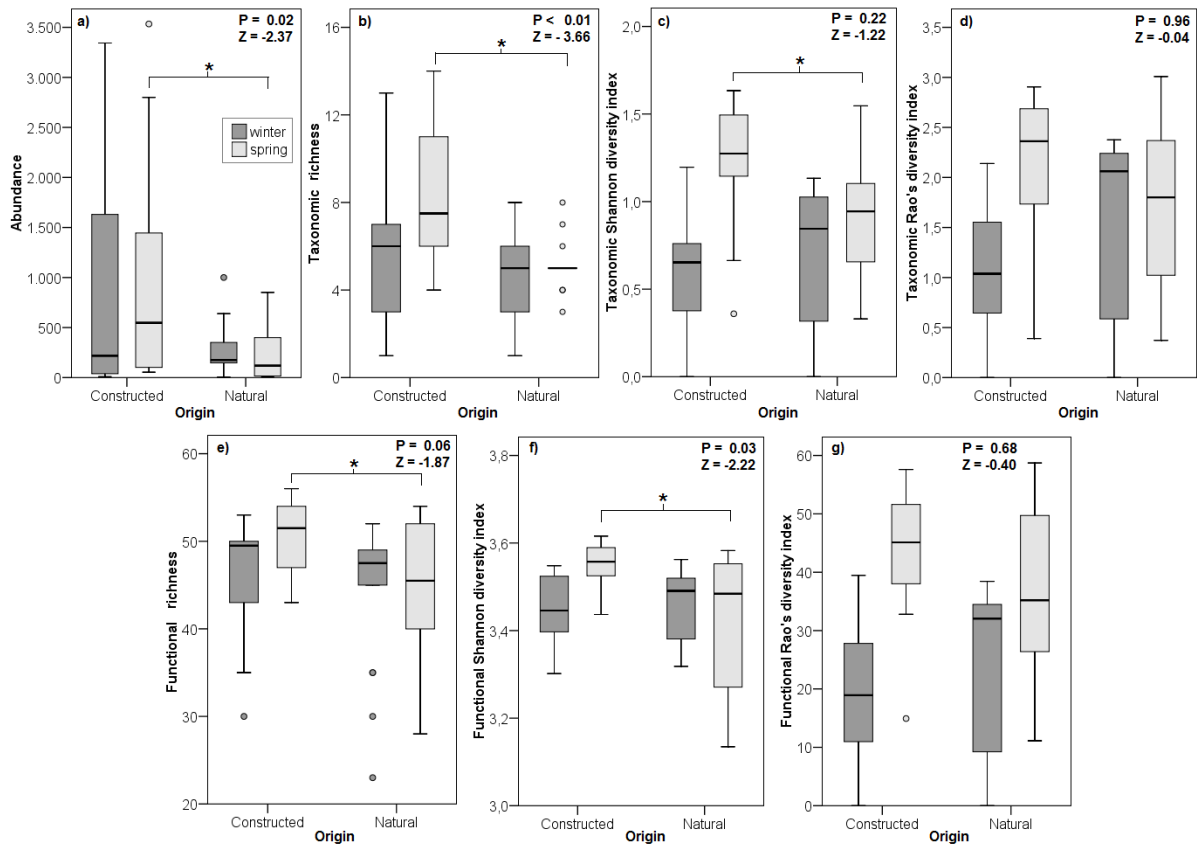 a)
P = 0.02
Z = -2.37
*
3.500
3.000
2.500
2.000
1.500
1.000
500
0
Abundance
winter
spring
Constructed Natural
Origin
b)
P < 0.01
Z = - 3.66
*
16
12
8
4
0
Taxonomic richness
Constructed Natural
Origin
c)
P = 0.22
Z = -1.22
*
2,0
1,5
1,0
0,5
0,0
Taxonomic Shannon diversity index
Constructed Natural
Origin
d)
P = 0.96
Z = -0.04
3,5
3,0
2,5
2,0
1,5
1,0
0,5
0,0
Taxonomic Rao's diversity index
Constructed Natural
Origin
e)
P = 0.06
Z = -1.87
*
60
50
40
30
20
Functional richness
Constructed Natural
Origin
f)
P = 0.03
Z = -2.22
*
3,8
3,6
3,4
3,2
3,0
Functional Shannon diversity index
Constructed Natural
Origin
g)
P = 0.68
Z = -0.40
60
50
40
30
20
10
0
Functional Rao's diversity index
Constructed Natural
Origin